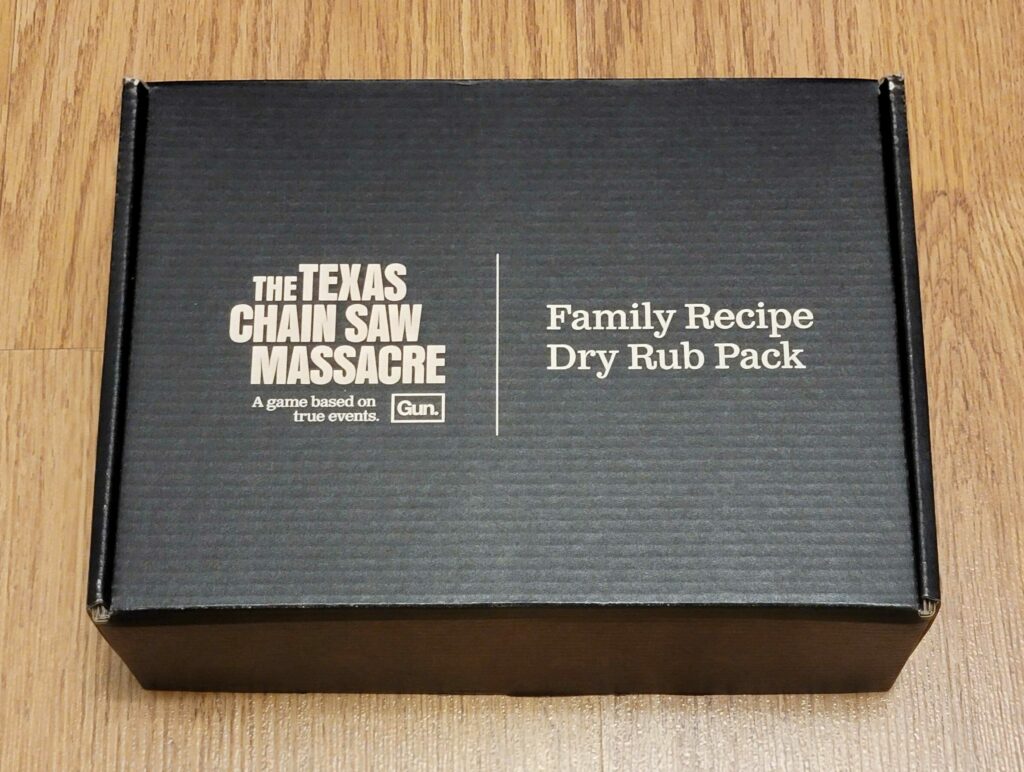 THE TEXAS
CHAIN SAW
MASSACRE
A game based on
true events.
Gun.
Family Recipe
Dry Rub Pack